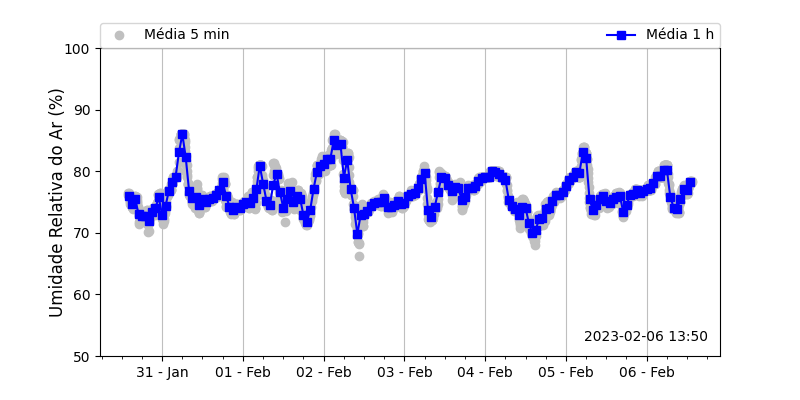 Média 5 min
Média 1 h
Umidade Relativa do Ar (%)
100
90
80
70
60
50
2023-02-06 13:50
31 - Jan
01 - Feb
02 - Feb
03 - Feb
04 - Feb
05 - Feb
06 - Feb